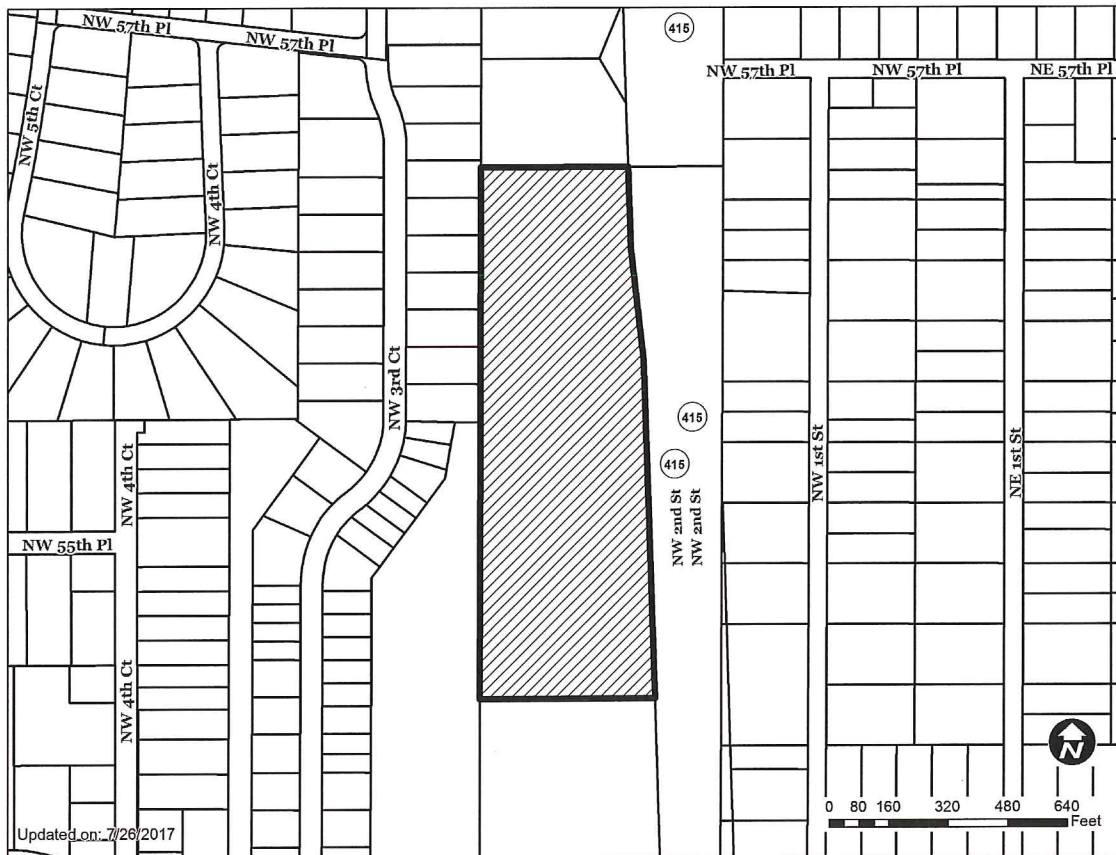 NW 57th Pl
NW 57th Pl
415
NW 57th Pl
NW 57th Pl
NE 57th Pl
NW 5th Ct
NW 4th Ct
NW 3rd Ct
415
415
NW 2nd St
NW 2nd St
NW 1st St
NE 1st St
NW 4th Ct
NW 55th Pl
NW 4th Ct
N
0 80 160 320 480 640
Feet
Updated on: 7/26/2017